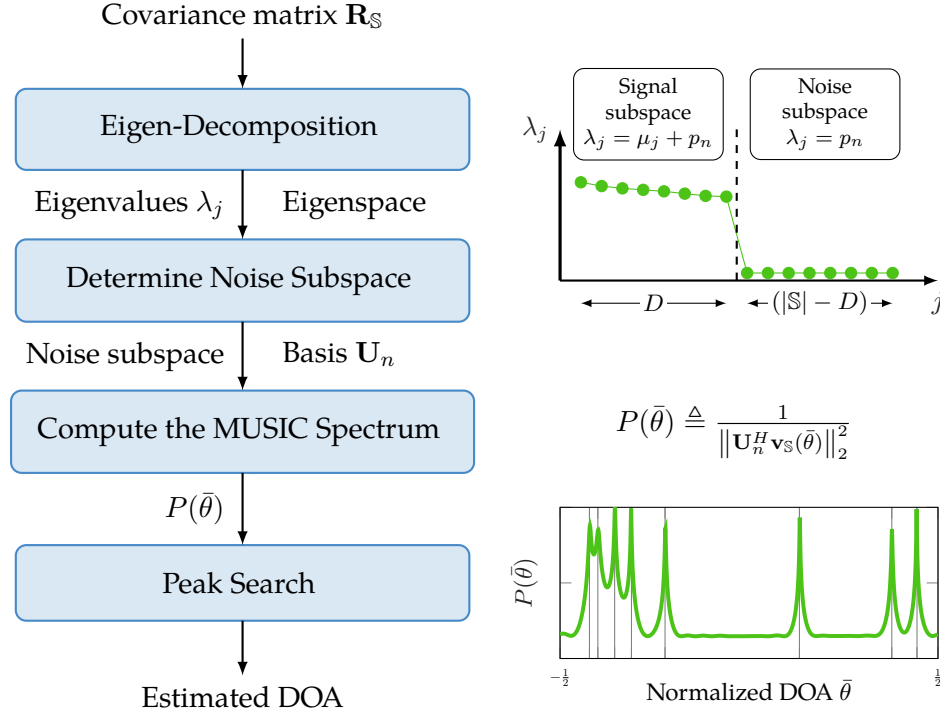 Covariance matrix R_𝕊
Eigen-Decomposition
Eigenvalues λ_j
Eigenspace
Determine Noise Subspace
Noise subspace
Basis U_n
Compute the MUSIC Spectrum
P(θ̄)
Peak Search
Estimated DOA
Signal
subspace
λ_j = μ_j + p_n
Noise
subspace
λ_j = p_n
λ_j
D
(|𝕊| − D)
j
P(θ̄) ≜ 1 / ‖U_n^H v_𝕊(θ̄)‖_2^2
P(θ̄)
−1/2
1/2
Normalized DOA θ̄